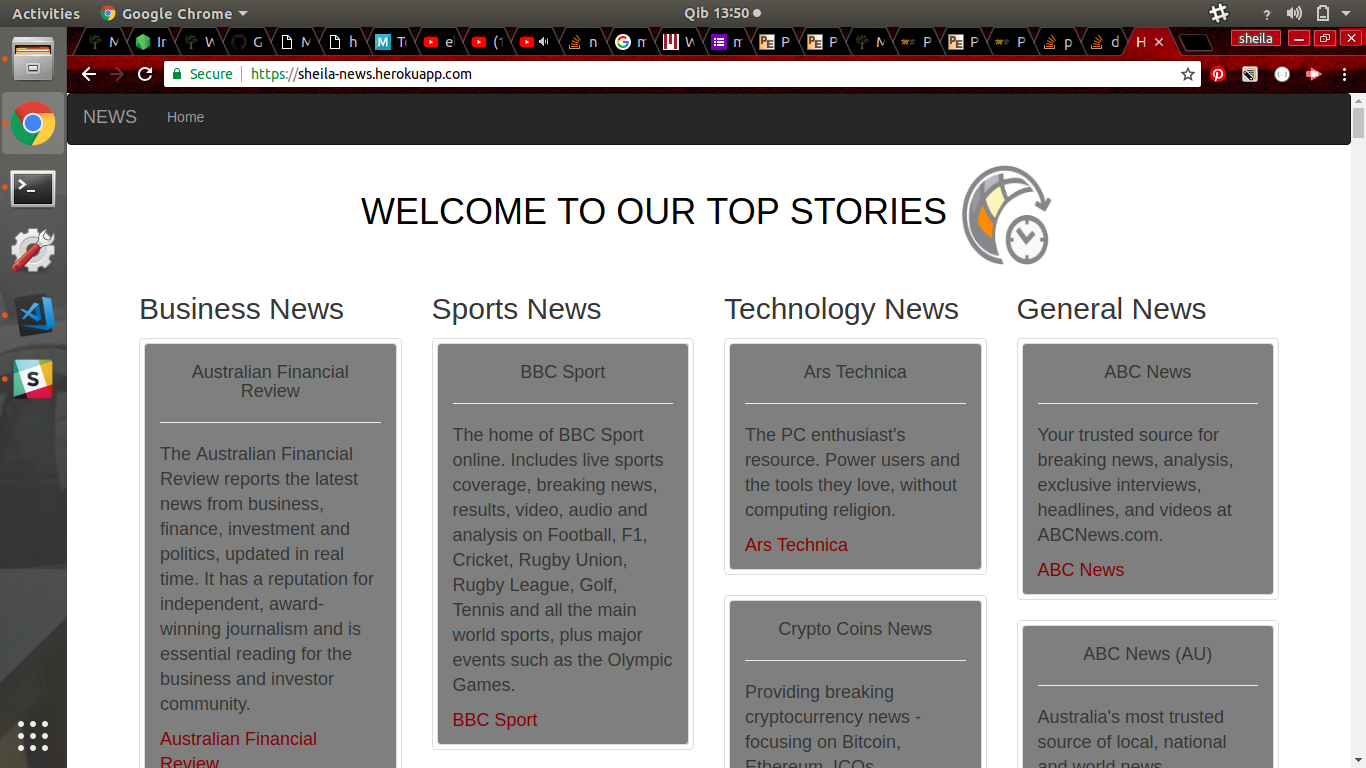 Activities Google Chrome Qib 13:50 ?
sheila
Secure https://sheila-news.herokuapp.com
NEWS Home
WELCOME TO OUR TOP STORIES
Business News
Australian Financial
Review
The Australian Financial
Review reports the latest
news from business,
finance, investment and
politics, updated in real
time. It has a reputation for
independent, award-
winning journalism and is
essential reading for the
business and investor
community.
Australian Financial
Review
Sports News
BBC Sport
The home of BBC Sport
online. Includes live sports
coverage, breaking news,
results, video, audio and
analysis on Football, F1,
Cricket, Rugby Union,
Rugby League, Golf,
Tennis and all the main
world sports, plus major
events such as the Olympic
Games.
BBC Sport
Technology News
Ars Technica
The PC enthusiast's
resource. Power users and
the tools they love, without
computing religion.
Ars Technica
Crypto Coins News
Providing breaking
cryptocurrency news -
focusing on Bitcoin,
Ethereum, ICOs,
General News
ABC News
Your trusted source for
breaking news, analysis,
exclusive interviews,
headlines, and videos at
ABCNews.com.
ABC News
ABC News (AU)
Australia's most trusted
source of local, national
and world news.